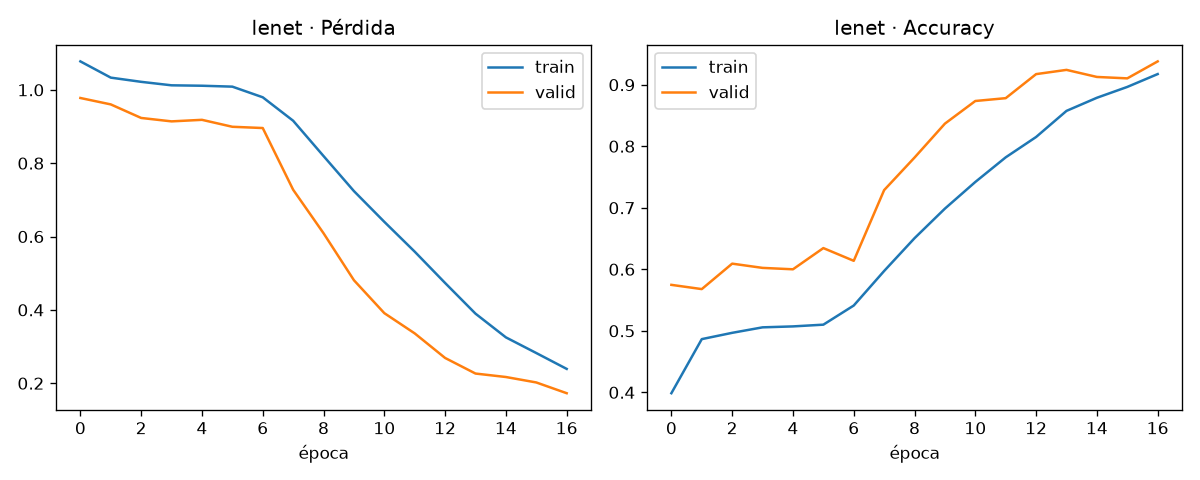 lenet · Pérdida
1.0
0.8
0.6
0.4
0.2
train
valid
0 2 4 6 8 10 12 14 16
época
lenet · Accuracy
0.9
0.8
0.7
0.6
0.5
0.4
train
valid
0 2 4 6 8 10 12 14 16
época